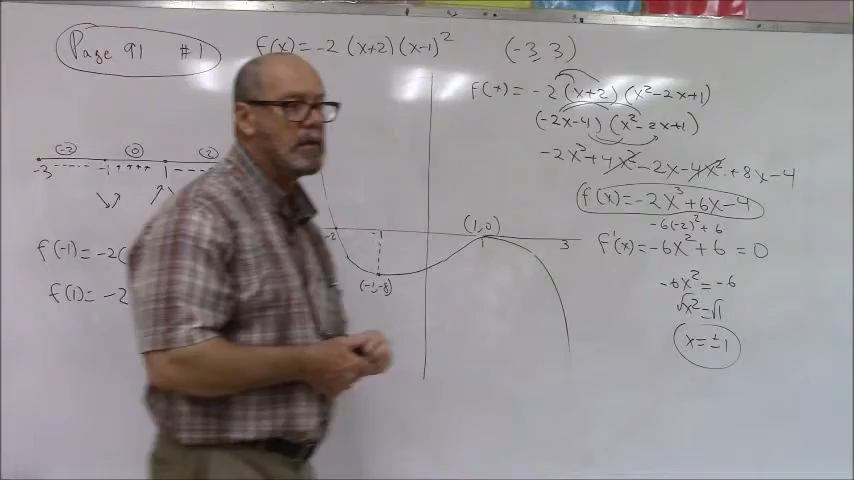 Page 91 #1
f(x) = -2 (x+2) (x-1)²
(-3, 3)
f(x) = -2 (x+2) (x²-2x+1)
(-2x-4) (x²-2x+1)
-2x³+4x²-2x-4x²+8x-4
f(x) = -2x³+6x-4
-6(-2)²+6
f'(x) = -6x²+6 = 0
-6x² = -6
√x² = √1
x = ±1
(-2) (0) (2)
-3 ---- -1 ++++ 1
f(-1) = -2(
f(1) = -2
-2 -1 (1,0) 1 3
(-1,-8)